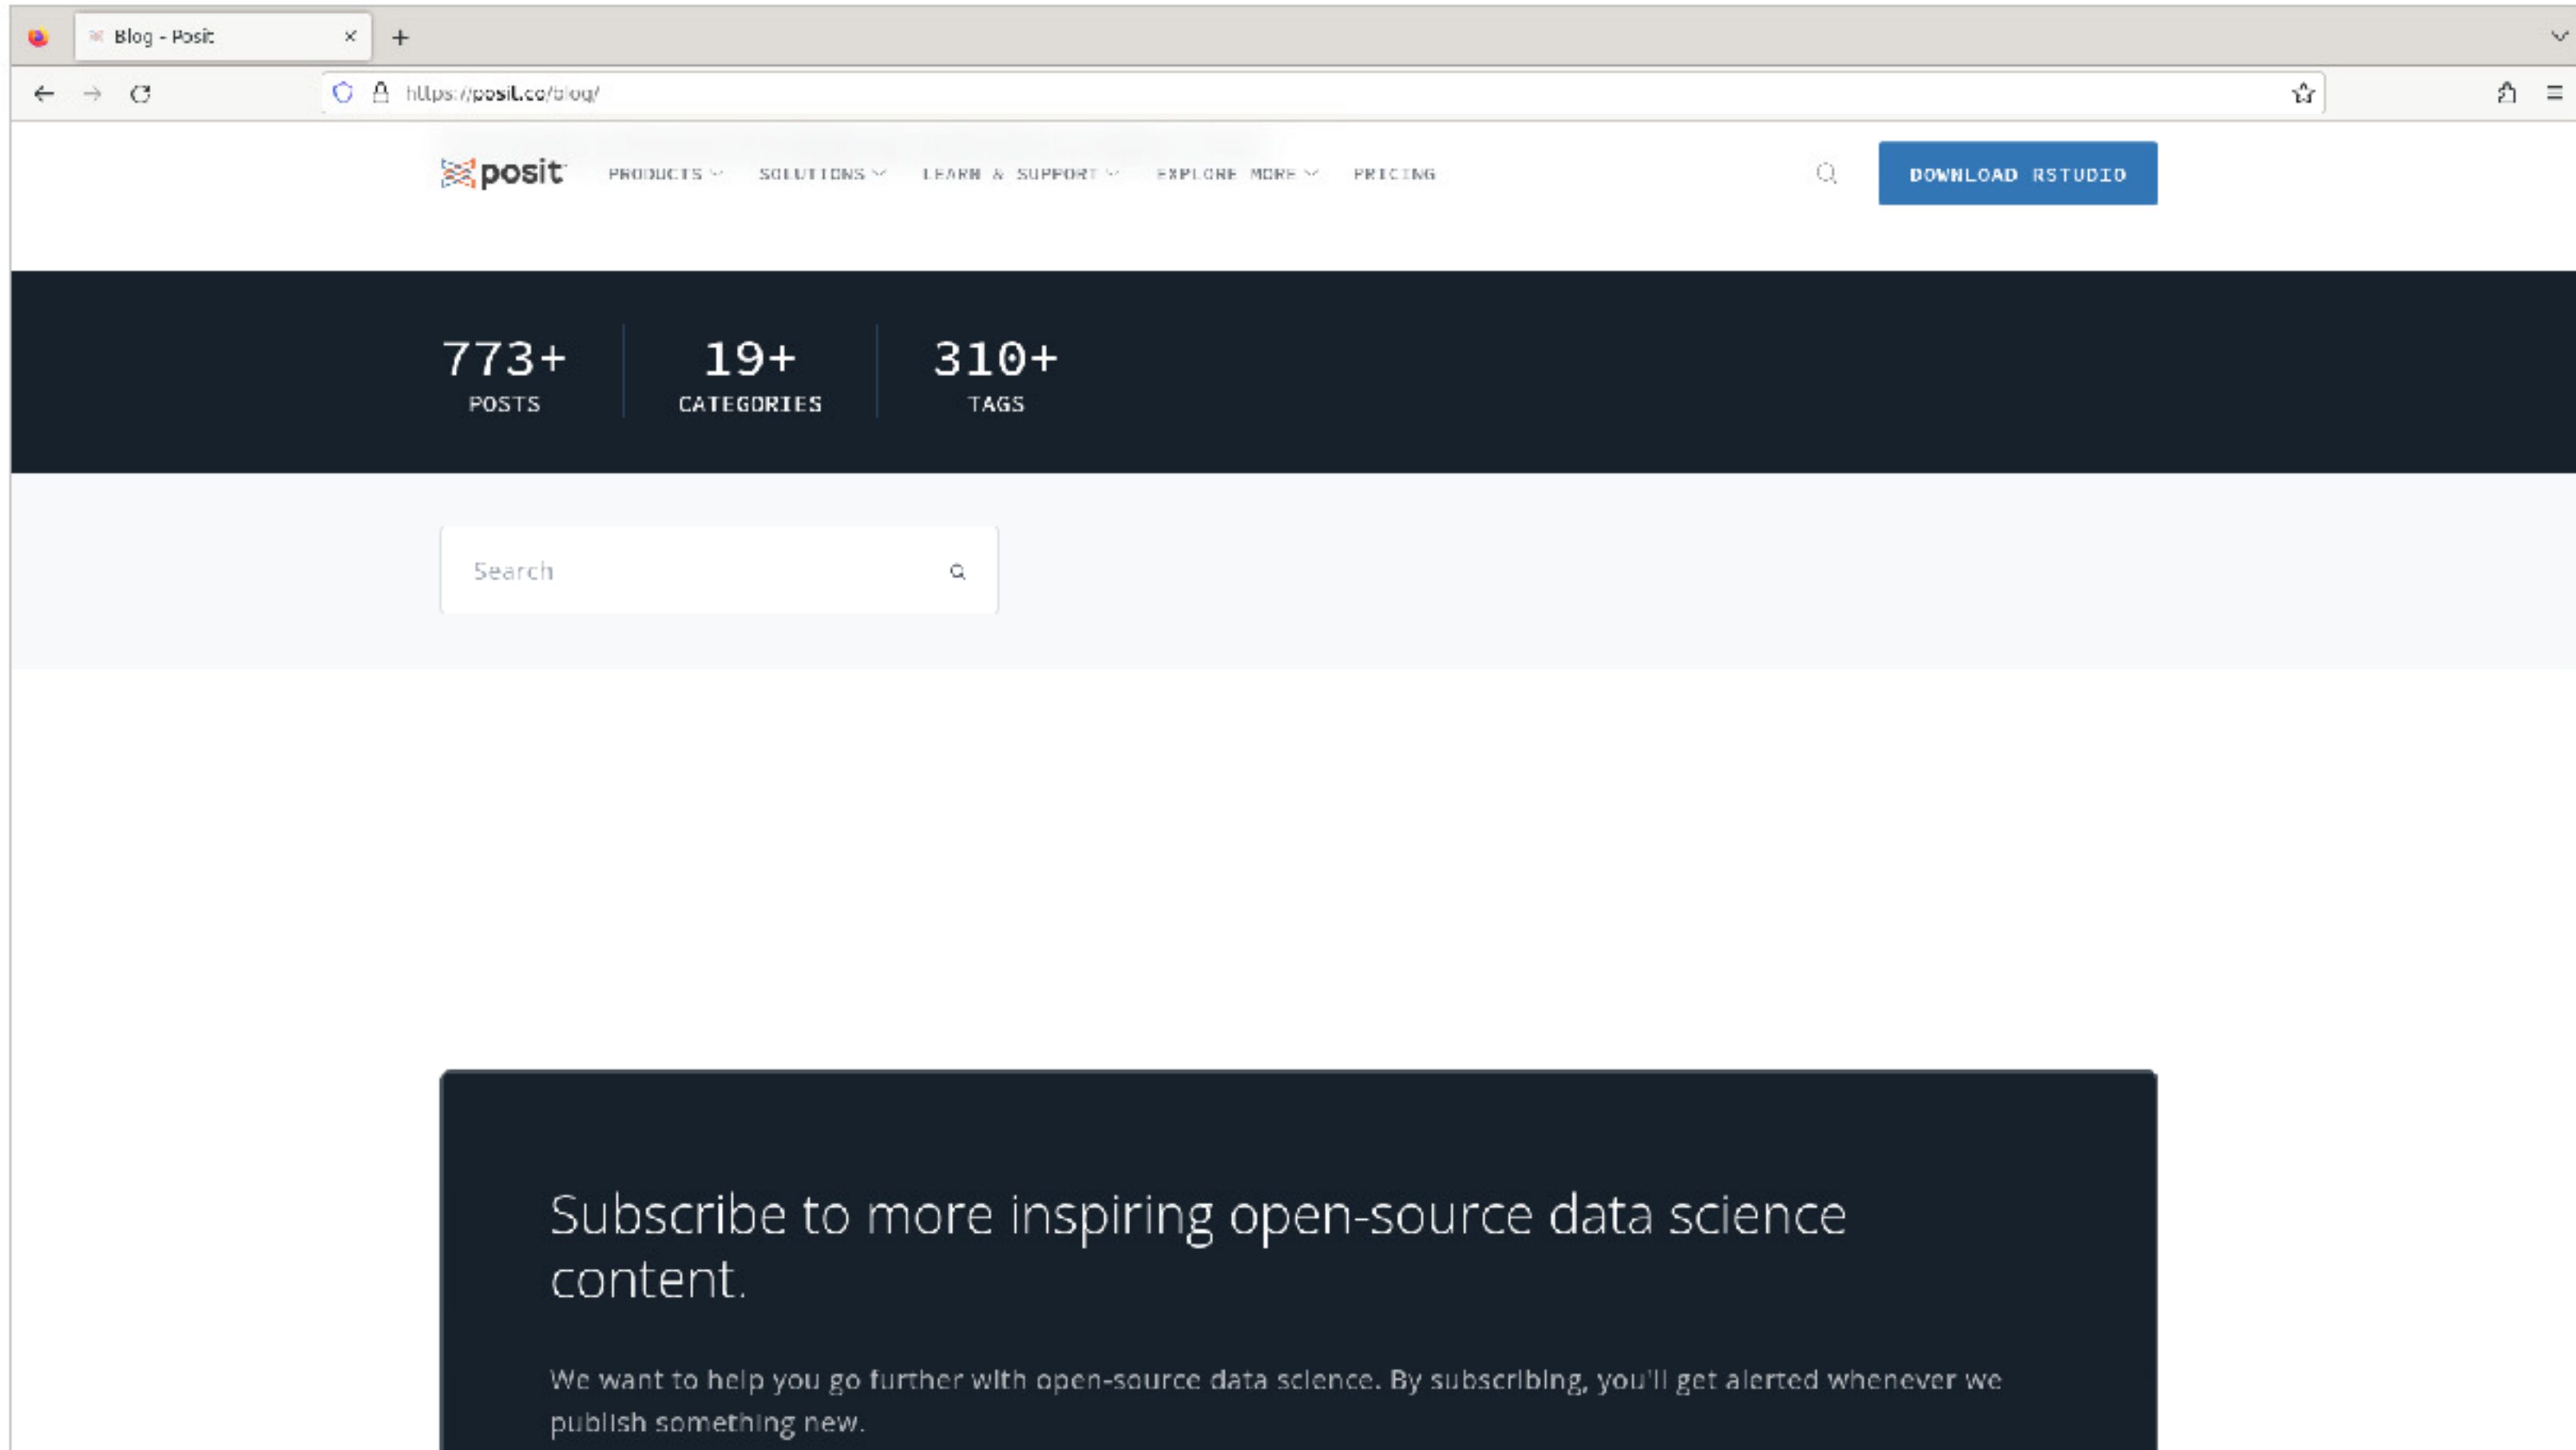 Blog - Posit
https://posit.co/blog/
posit
PRODUCTS
SOLUTIONS
LEARN & SUPPORT
EXPLORE MORE
PRICING
DOWNLOAD RSTUDIO
773+
POSTS
19+
CATEGORIES
310+
TAGS
Search
Subscribe to more inspiring open-source data science
content.
We want to help you go further with open-source data science. By subscribing, you'll get alerted whenever we
publish something new.